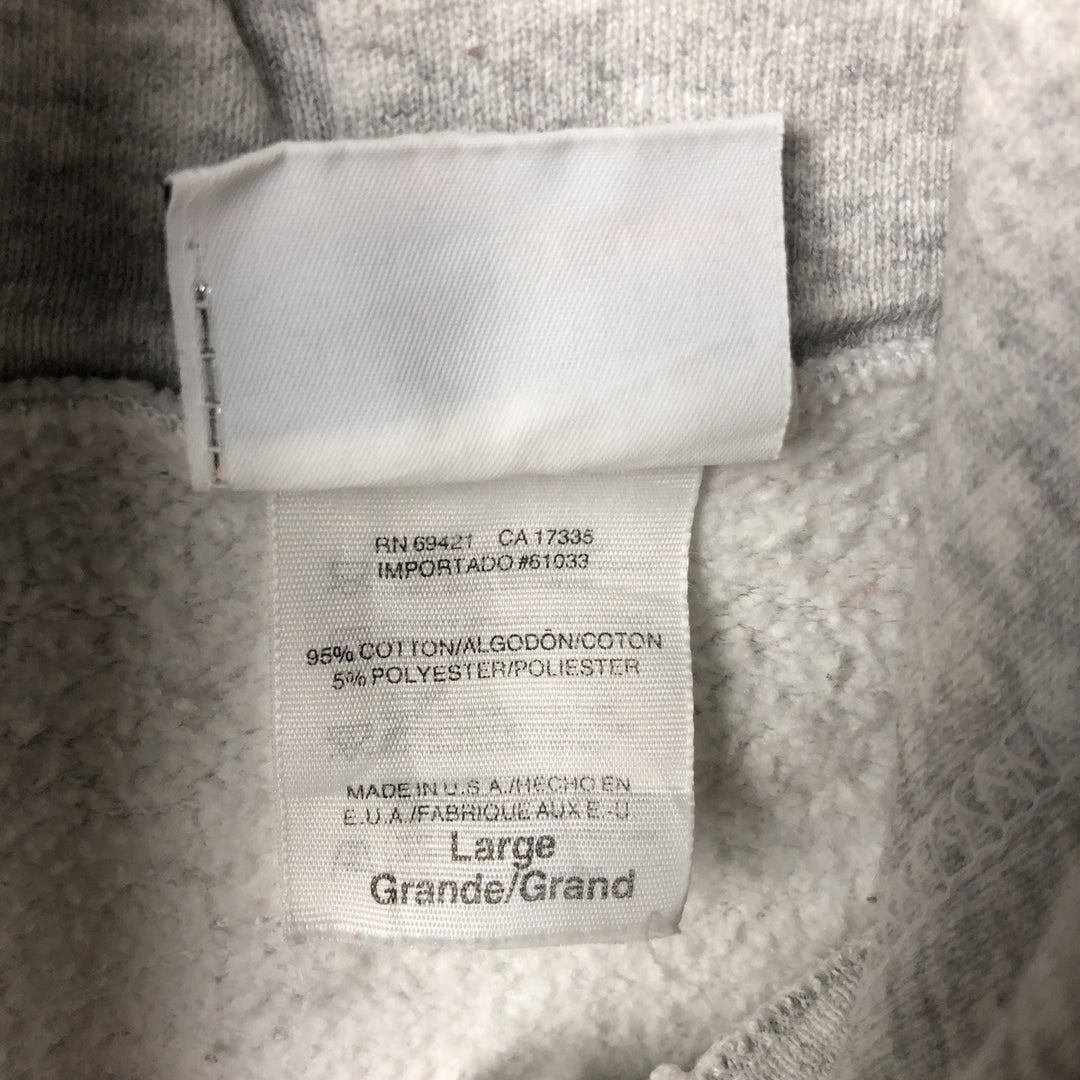 RN 69421 CA 17335
IMPORTADO #61033
95% COTTON/ALGODÓN/COTON
5% POLYESTER/POLIESTER
MADE IN U.S.A./HECHO EN
E.U.A./FABRIQUE AUX E.-U
Large
Grande/Grand